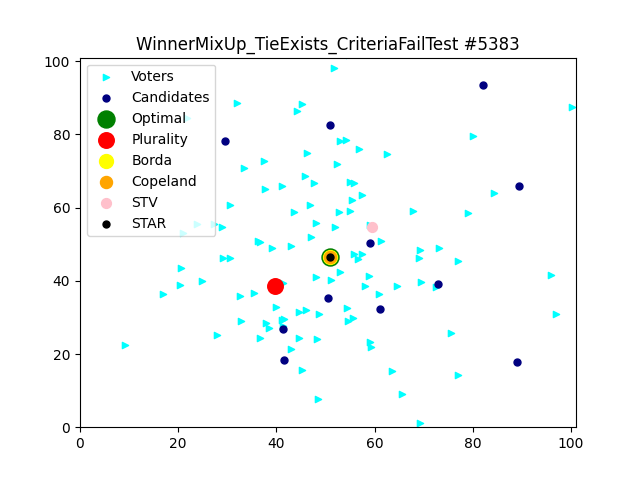 WinnerMixUp_TieExists_CriteriaFailTest #5383
100
80
60
40
20
0
0 20 40 60 80 100
Voters
Candidates
Optimal
Plurality
Borda
Copeland
STV
STAR